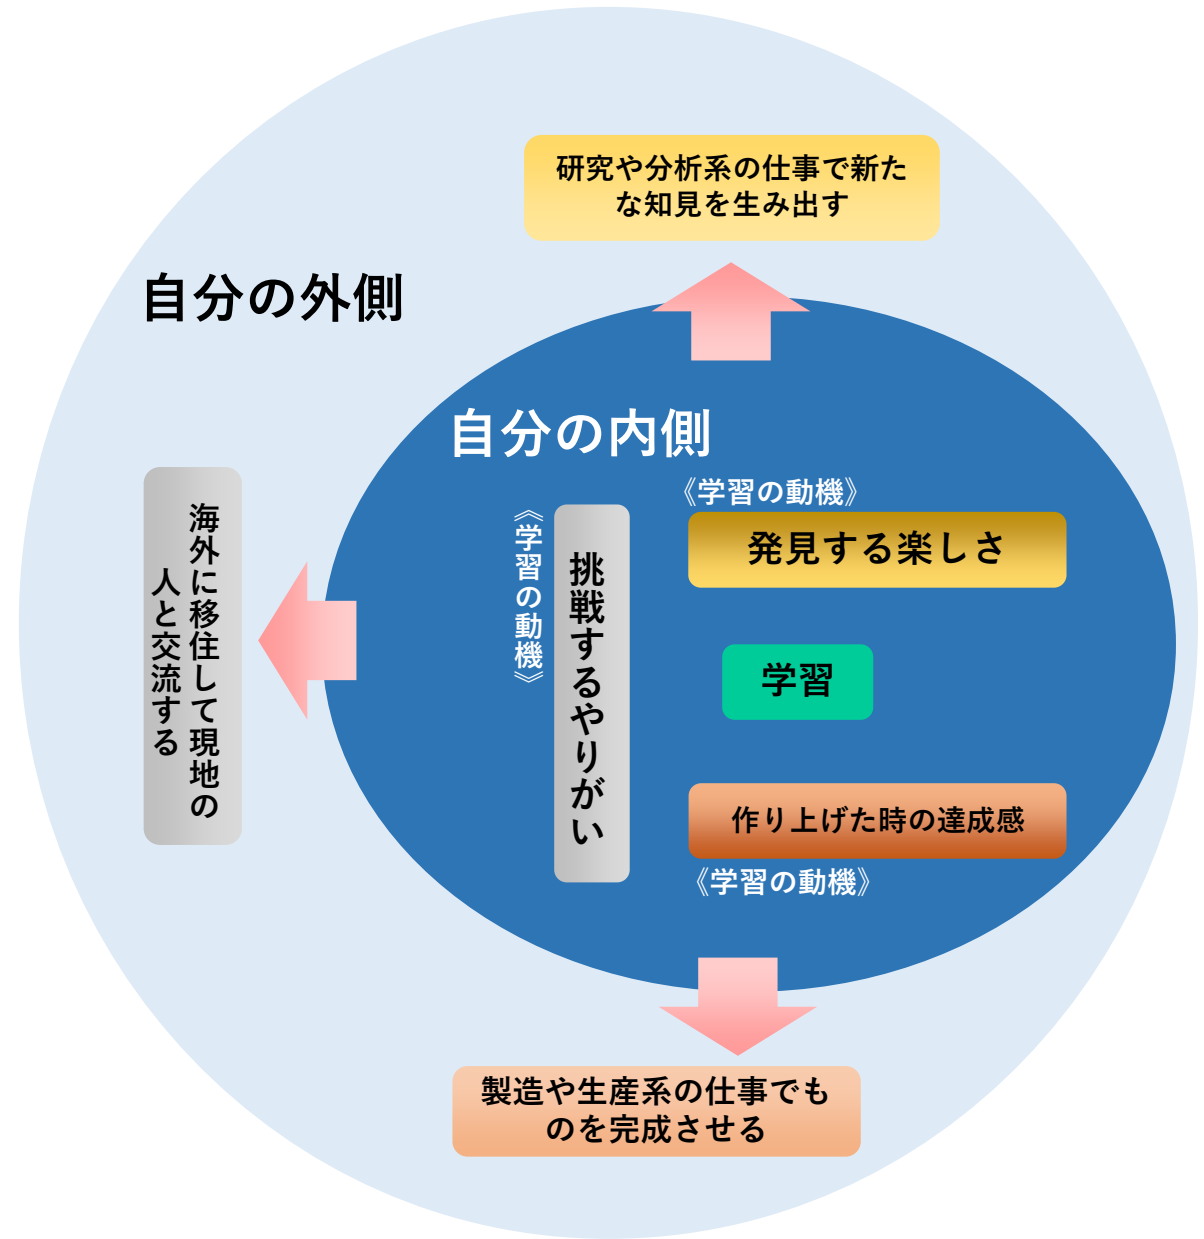 研究や分析系の仕事で新た
な知見を生み出す
自分の外側
自分の内側
《学習の動機》
発見する楽しさ
《学習の動機》
挑戦するやりがい
海外に移住して現地の
人と交流する
学習
作り上げた時の達成感
《学習の動機》
製造や生産系の仕事でも
のを完成させる